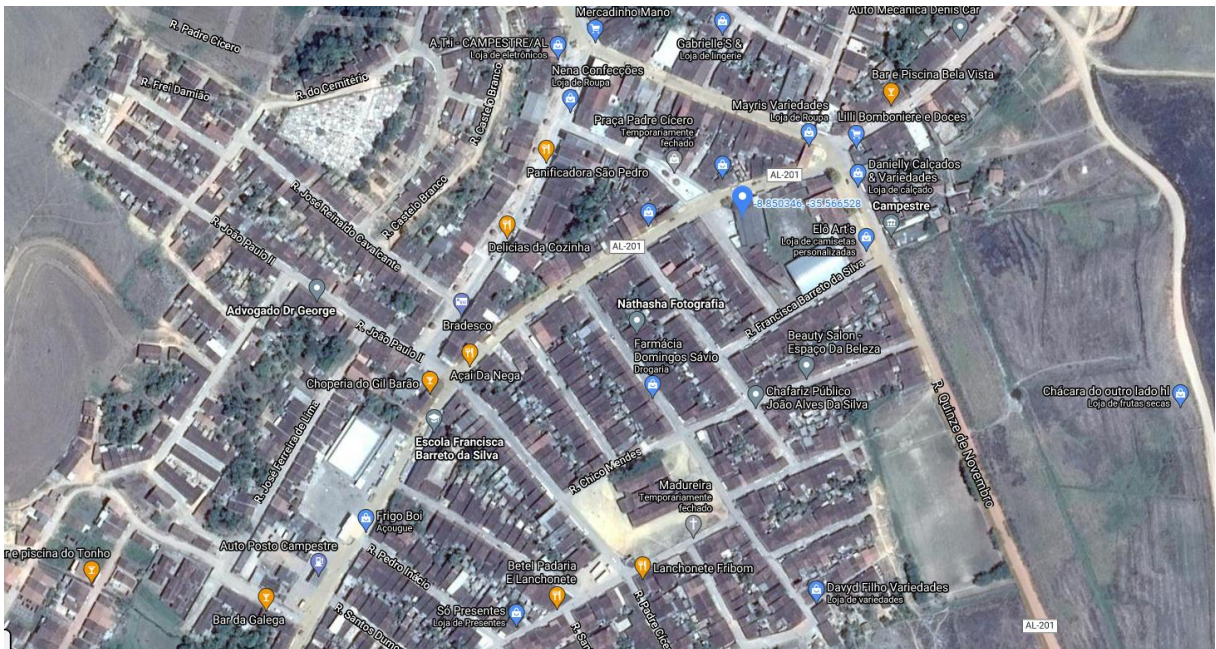 Mercadinho Mano
Auto Mecanica Denis Car
R. Padre Cícero
A.T.i - CAMPESTRE/AL
Loja de eletrônicos
Gabrielle'S &
Loja de lingerie
R. Frei Damião
R. do Cemitério
R. Castelo Branco
Nena Confecções
Loja de Roupa
Bar e Piscina Bela Vista
Mayris Variedades
Loja de Roupa
Lilli Bomboniere e Doces
Praça Padre Cícero
Temporariamente
fechado
Panificadora São Pedro
AL-201
Danielly Calçados
& Variedades
Loja de calçado
R. José Reinaldo Cavalcante
R. Castelo Branco
-8.850346, -35.566528
Campestre
R. João Paulo II
Delicias da Cozinha
AL-201
Elô Art's
Loja de camisetas
personalizadas
R. Francisca Barreto da Silva
Advogado Dr George
Nathasha Fotografia
Bradesco
R. João Paulo II
Farmácia
Domingos Sávio
Drogaria
Beauty Salon -
Espaço Da Beleza
Açaí Da Nega
Choperia do Gil Barão
Chafariz Público
João Alves Da Silva
R. Quinze de Novembro
Chácara do outro lado hl
Loja de frutas secas
R. José Ferreira de Lima
Escola Francisca
Barreto da Silva
R. Chico Mendes
Madureira
Temporariamente
fechado
Frigo Boi
Açougue
Auto Posto Campestre
r e piscina do Tonho
R. Pedro Inácio
Betel Padaria
E Lanchonete
Lanchonete Fribom
Davyd Filho Variedades
Loja de variedades
Bar da Galega
R. Santos Dumo
Só Presentes
Loja de Presentes
R. San
R. Padre Cíce
AL-201